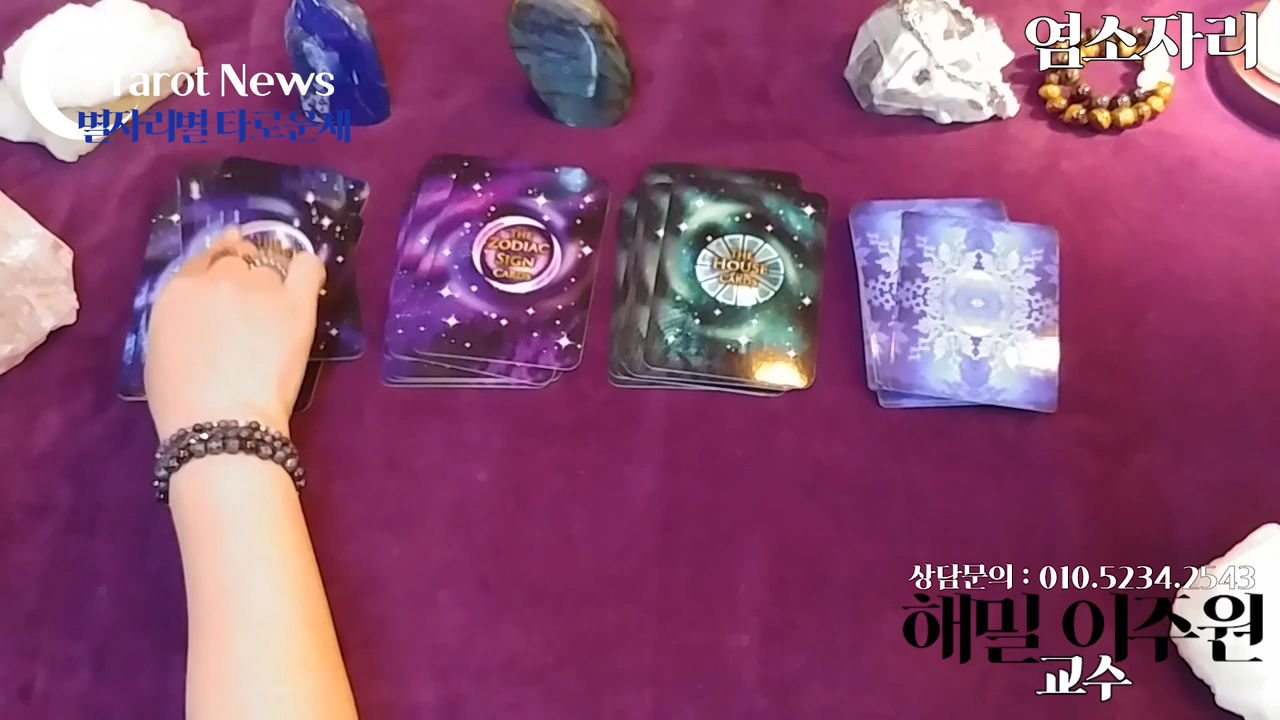 Tarot News
별자리별 타로운세
염소자리
THE
ZODIAC
SIGN
CARDS
THE
HOUSE
CARDS
상담문의 : 010.5234.2543
해밀 이주원
교수